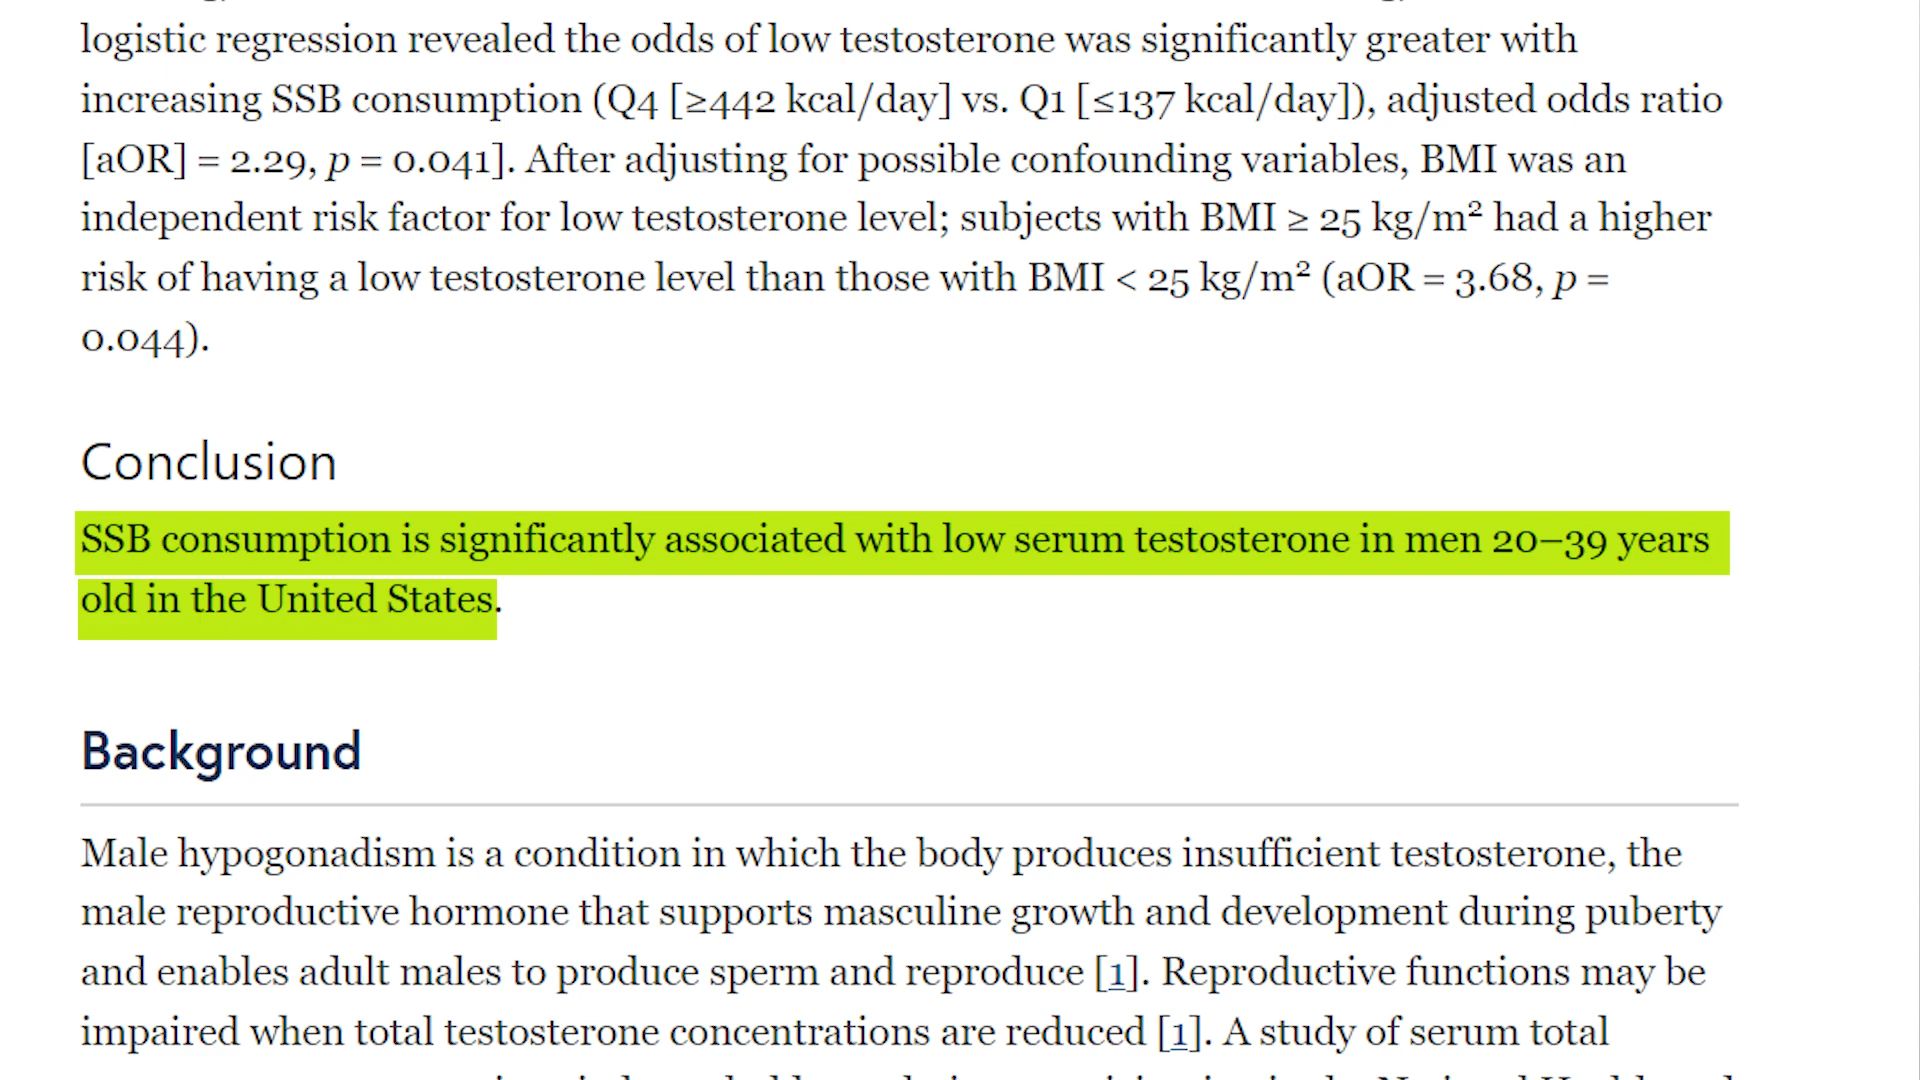 logistic regression revealed the odds of low testosterone was significantly greater with
increasing SSB consumption (Q4 [≥442 kcal/day] vs. Q1 [≤137 kcal/day]), adjusted odds ratio
[aOR] = 2.29, p = 0.041]. After adjusting for possible confounding variables, BMI was an
independent risk factor for low testosterone level; subjects with BMI ≥ 25 kg/m² had a higher
risk of having a low testosterone level than those with BMI < 25 kg/m² (aOR = 3.68, p =
0.044).
Conclusion
SSB consumption is significantly associated with low serum testosterone in men 20–39 years
old in the United States.
Background
Male hypogonadism is a condition in which the body produces insufficient testosterone, the
male reproductive hormone that supports masculine growth and development during puberty
and enables adult males to produce sperm and reproduce [1]. Reproductive functions may be
impaired when total testosterone concentrations are reduced [1]. A study of serum total